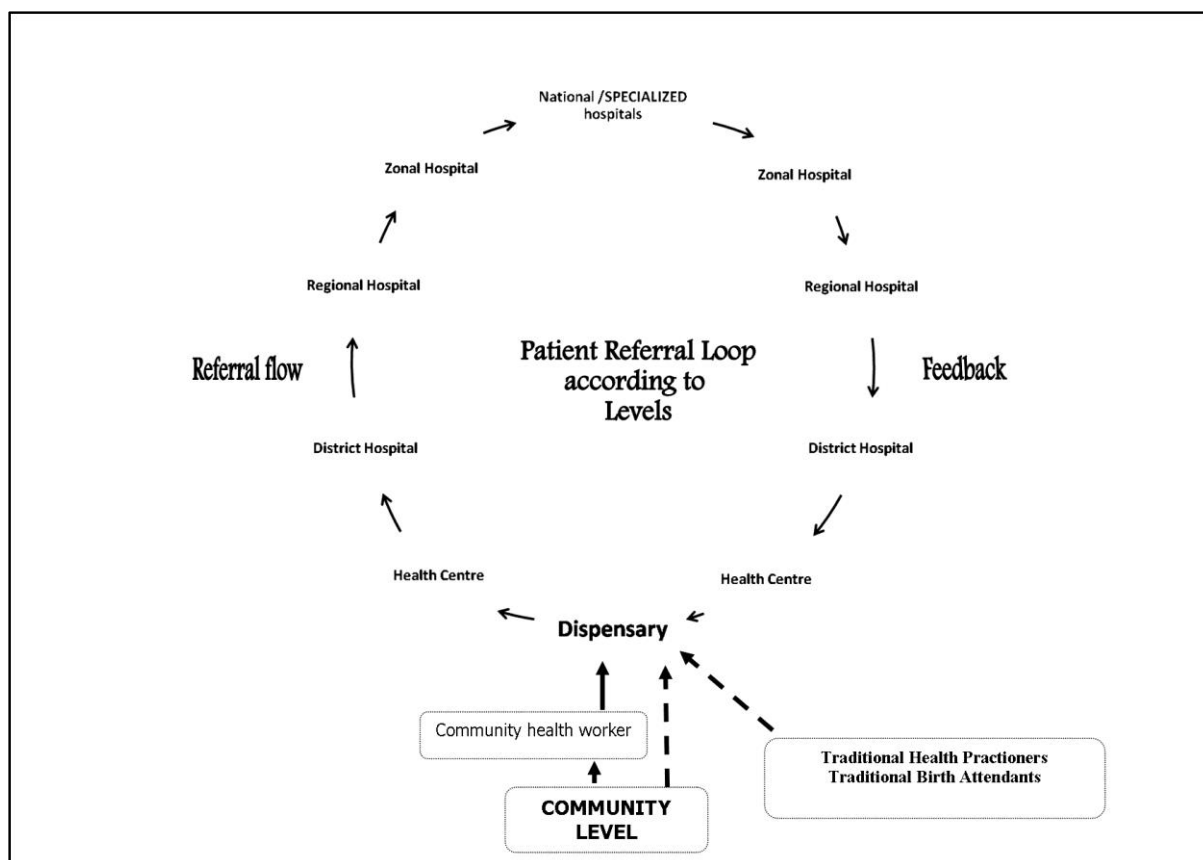 National /SPECIALIZED
hospitals
Zonal Hospital
Zonal Hospital
Regional Hospital
Regional Hospital
Referral flow
Patient Referral Loop
according to
Levels
Feedback
District Hospital
District Hospital
Health Centre
Health Centre
Dispensary
Community health worker
Traditional Health Practioners
Traditional Birth Attendants
COMMUNITY
LEVEL